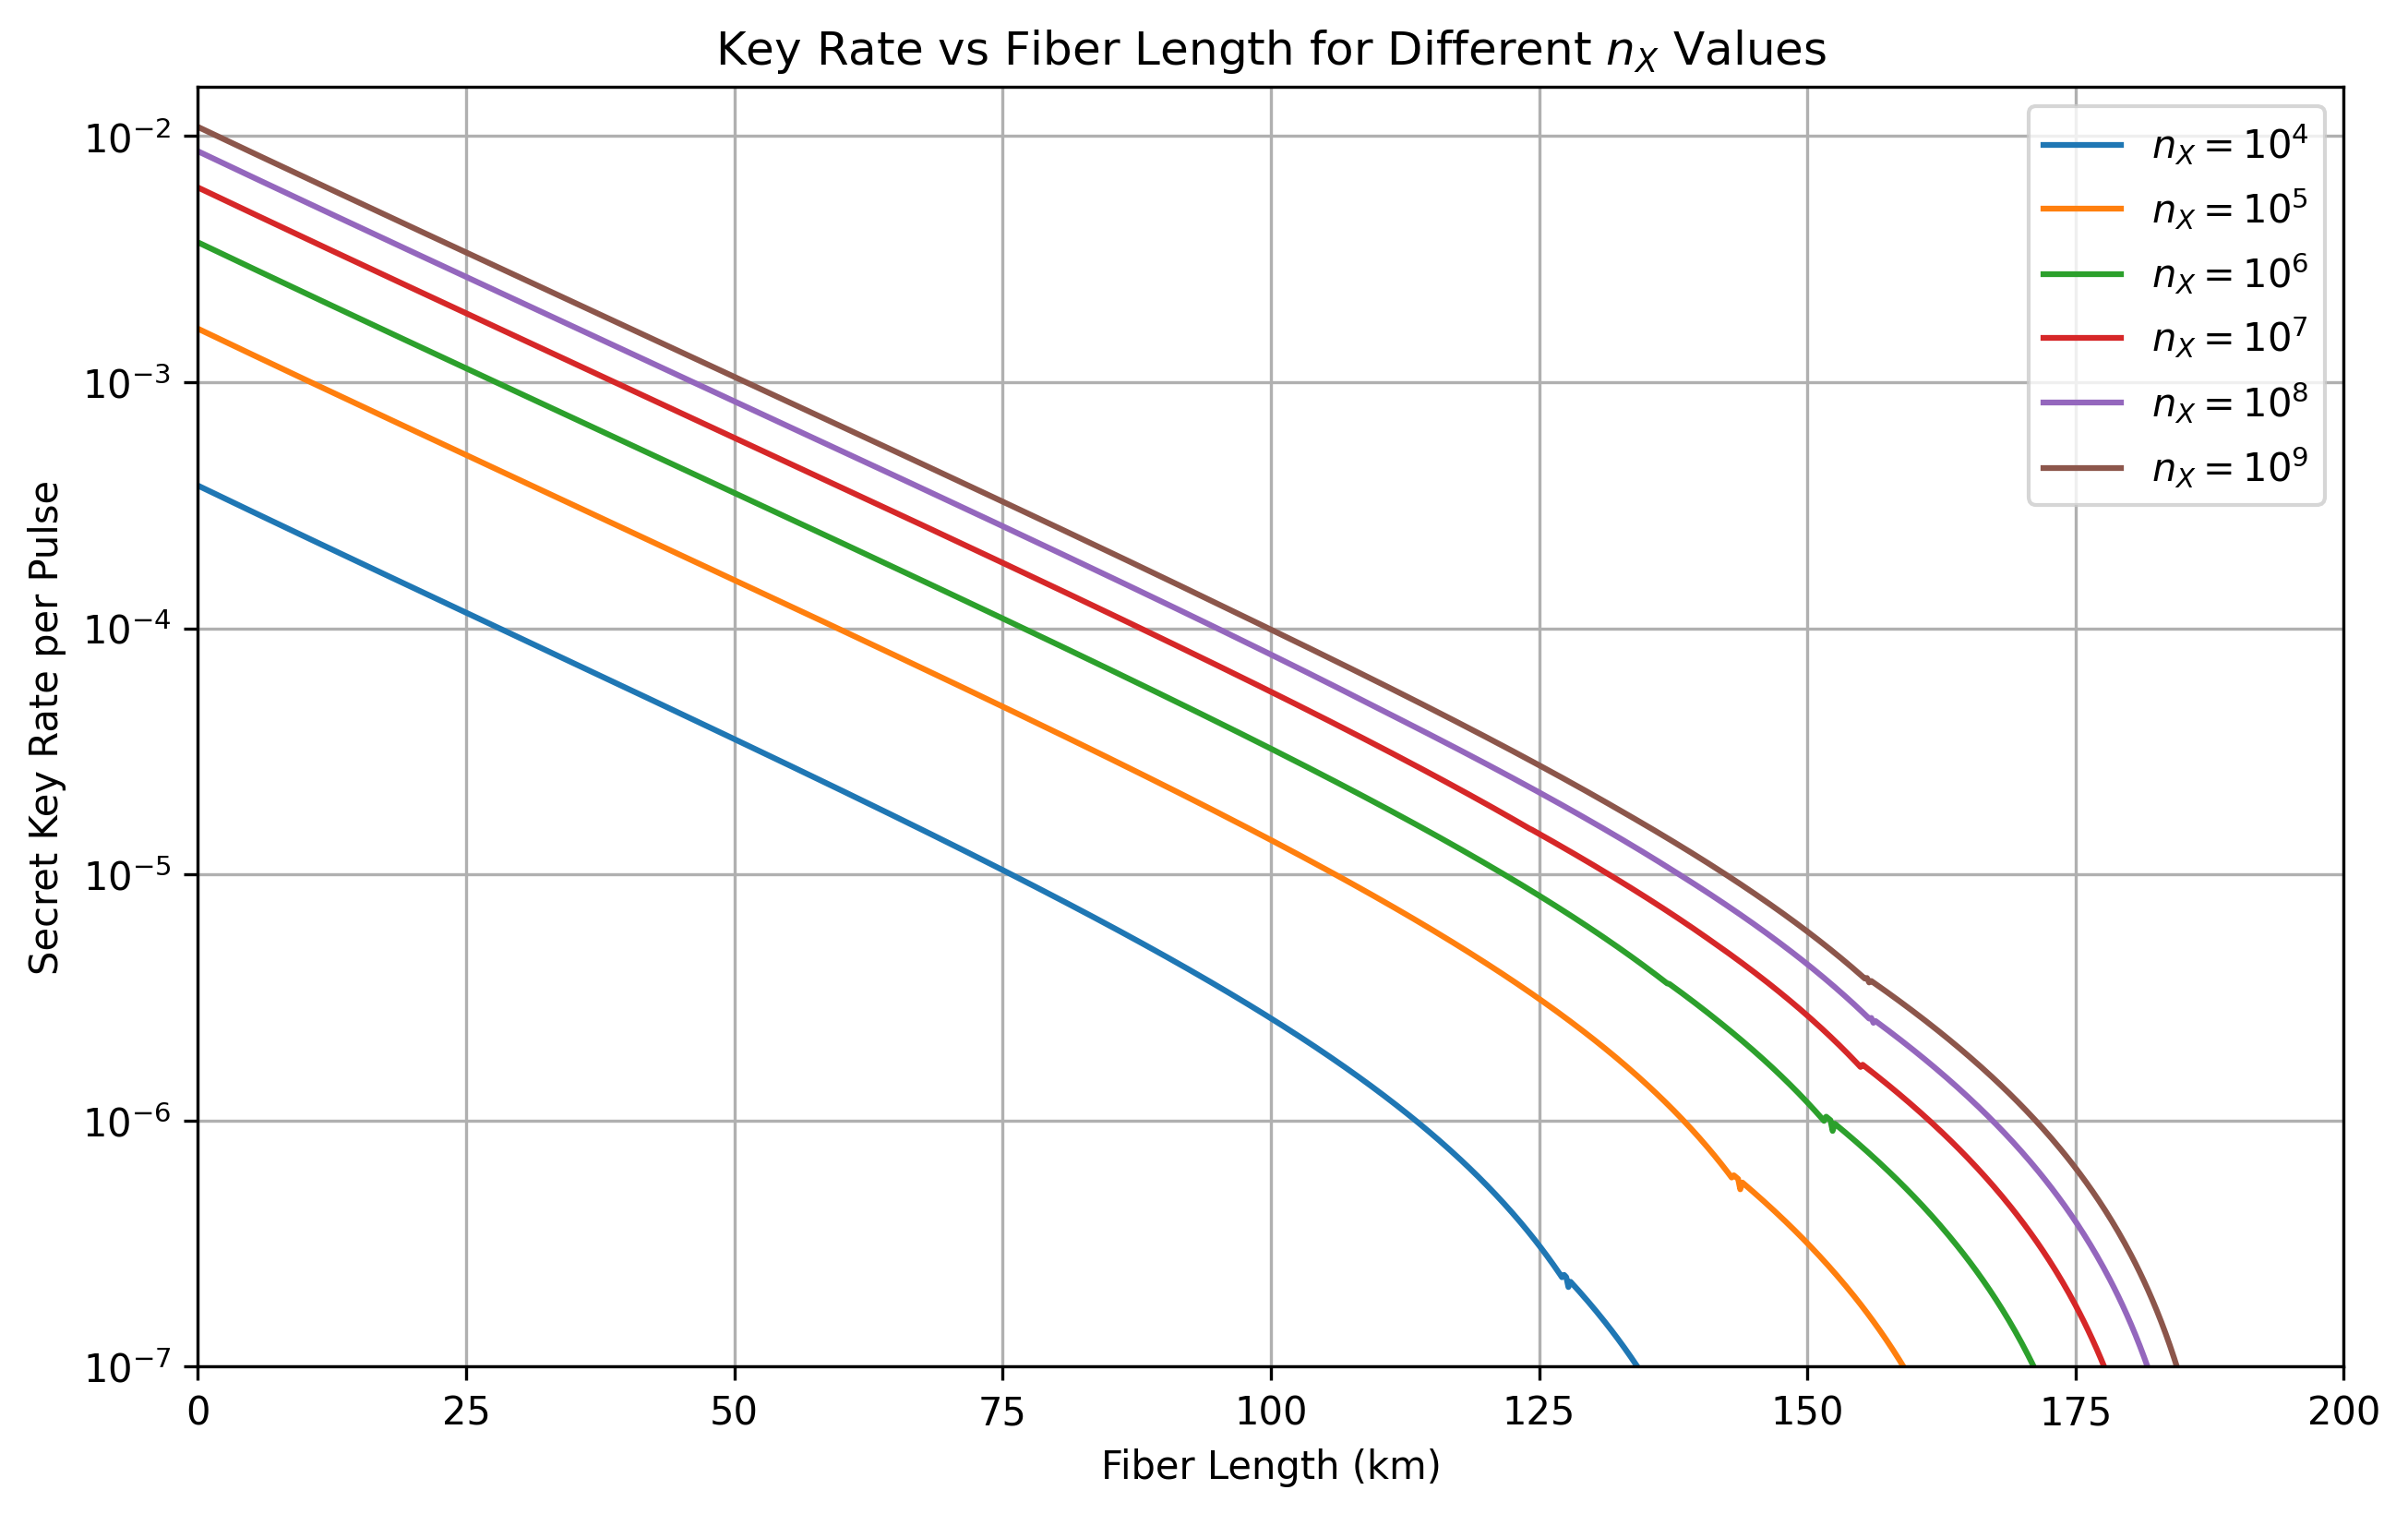 Key Rate vs Fiber Length for Different $n_X$ Values
Secret Key Rate per Pulse
$10^{-2}$
$10^{-3}$
$10^{-4}$
$10^{-5}$
$10^{-6}$
$10^{-7}$
$n_X = 10^4$
$n_X = 10^5$
$n_X = 10^6$
$n_X = 10^7$
$n_X = 10^8$
$n_X = 10^9$
0 25 50 75 100 125 150 175 200
Fiber Length (km)